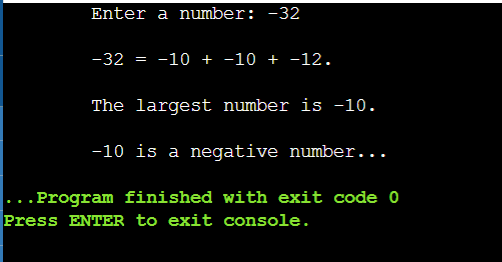 Enter a number: -32
-32 = -10 + -10 + -12.
The largest number is -10.
-10 is a negative number...
...Program finished with exit code 0
Press ENTER to exit console.